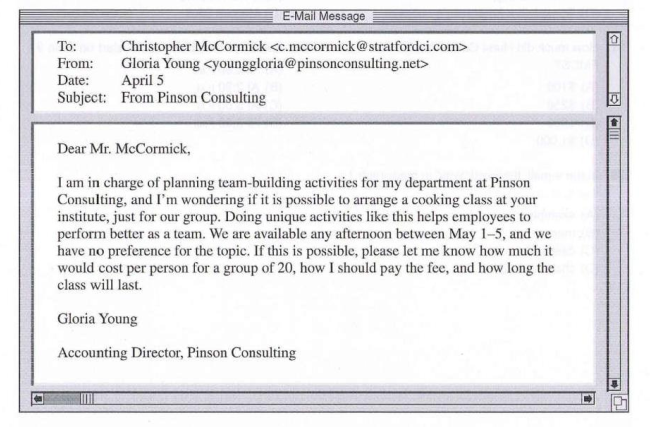 E-Mail Message
To: Christopher McCormick <c.mccormick@stratfordci.com>
From: Gloria Young <younggloria@pinsonconsulting.net>
Date: April 5
Subject: From Pinson Consulting
Dear Mr. McCormick,
I am in charge of planning team-building activities for my department at Pinson
Consulting, and I'm wondering if it is possible to arrange a cooking class at your
institute, just for our group. Doing unique activities like this helps employees to
perform better as a team. We are available any afternoon between May 1–5, and we
have no preference for the topic. If this is possible, please let me know how much it
would cost per person for a group of 20, how I should pay the fee, and how long the
class will last.
Gloria Young
Accounting Director, Pinson Consulting